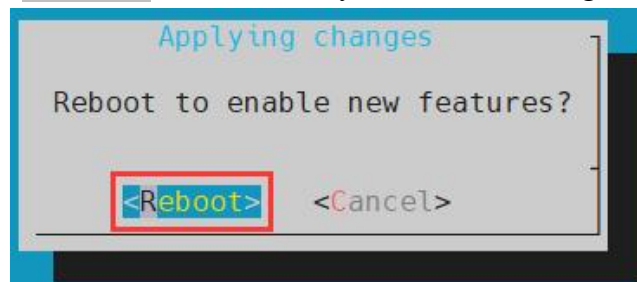 Applying changes
Reboot to enable new features?
<Reboot> <Cancel>